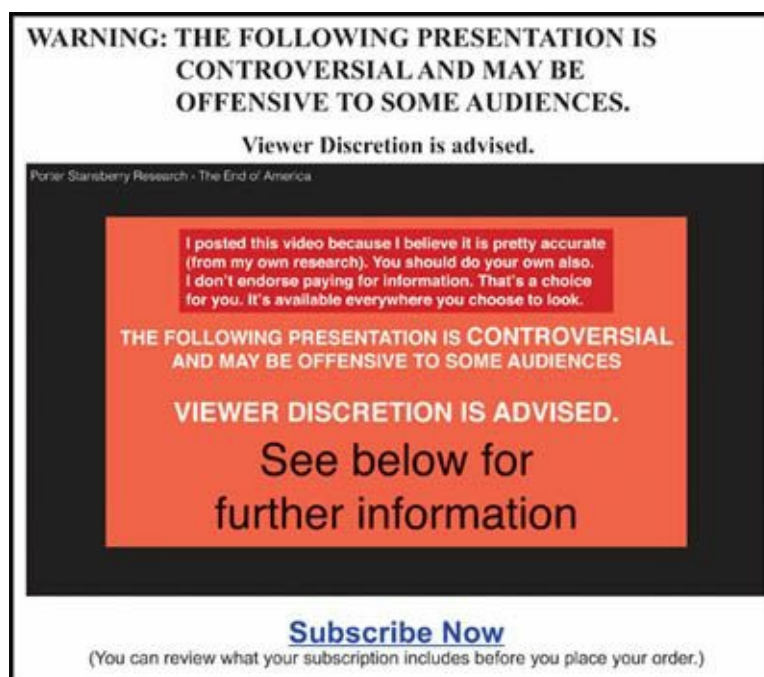 WARNING: THE FOLLOWING PRESENTATION IS
CONTROVERSIAL AND MAY BE
OFFENSIVE TO SOME AUDIENCES.
Viewer Discretion is advised.
Porter Stansberry Research - The End of America
I posted this video because I believe it is pretty accurate
(from my own research). You should do your own also.
I don't endorse paying for information. That's a choice
for you. It's available everywhere you choose to look.
THE FOLLOWING PRESENTATION IS CONTROVERSIAL
AND MAY BE OFFENSIVE TO SOME AUDIENCES
VIEWER DISCRETION IS ADVISED.
See below for
further information
Subscribe Now
(You can review what your subscription includes before you place your order.)